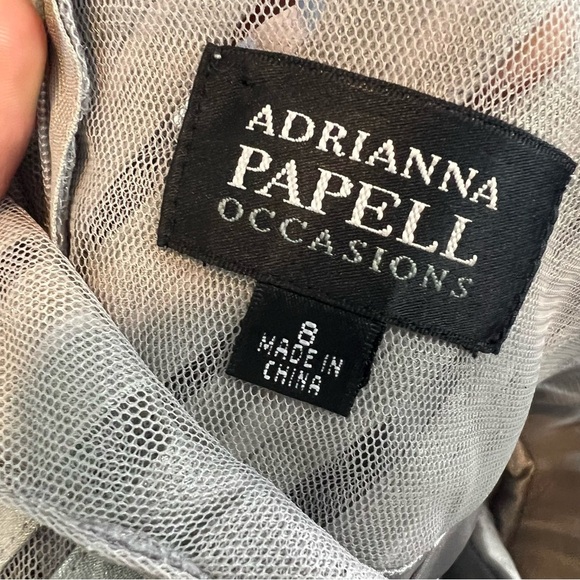 ADRIANNA
PAPELL
OCCASIONS
8
MADE IN
CHINA